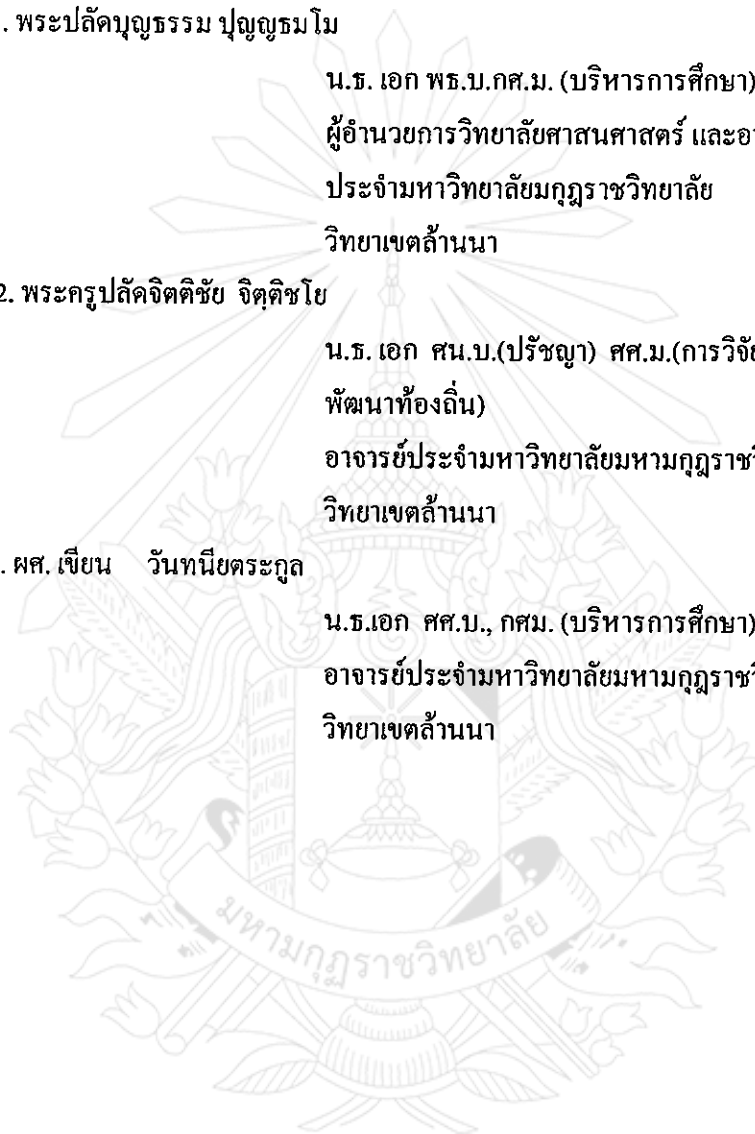 . พระปลัดบุญธรรม ปุญฺญธมฺโม
น.ธ. เอก พธ.บ.กศ.ม. (บริหารการศึกษา)
ผู้อำนวยการวิทยาลัยศาสนศาสตร์ และอา
ประจำมหาวิทยาลัยมกุฎราชวิทยาลัย
วิทยาเขตล้านนา
2. พระครูปลัดจิตติชัย จิตฺติชโย
น.ธ. เอก ศน.บ.(ปรัชญา) ศศ.ม.(การวิจัย
พัฒนาท้องถิ่น)
อาจารย์ประจำมหาวิทยาลัยมหามกุฎราชวิ
วิทยาเขตล้านนา
. ผศ. เขียน วันทนียตระกูล
น.ธ.เอก ศศ.บ., กศม. (บริหารการศึกษา)
อาจารย์ประจำมหาวิทยาลัยมหามกุฎราชวิ
วิทยาเขตล้านนา
มหามกุฏราชวิทยาลัย